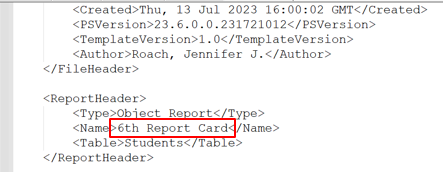 <Created>Thu, 13 Jul 2023 16:00:02 GMT</Created>
<PSVersion>23.6.0.0.231721012</PSVersion>
<TemplateVersion>1.0</TemplateVersion>
<Author>Roach, Jennifer J.</Author>
</FileHeader>
<ReportHeader>
<Type>Object Report</Type>
<Name>6th Report Card</Name>
<Table>Students</Table>
</ReportHeader>